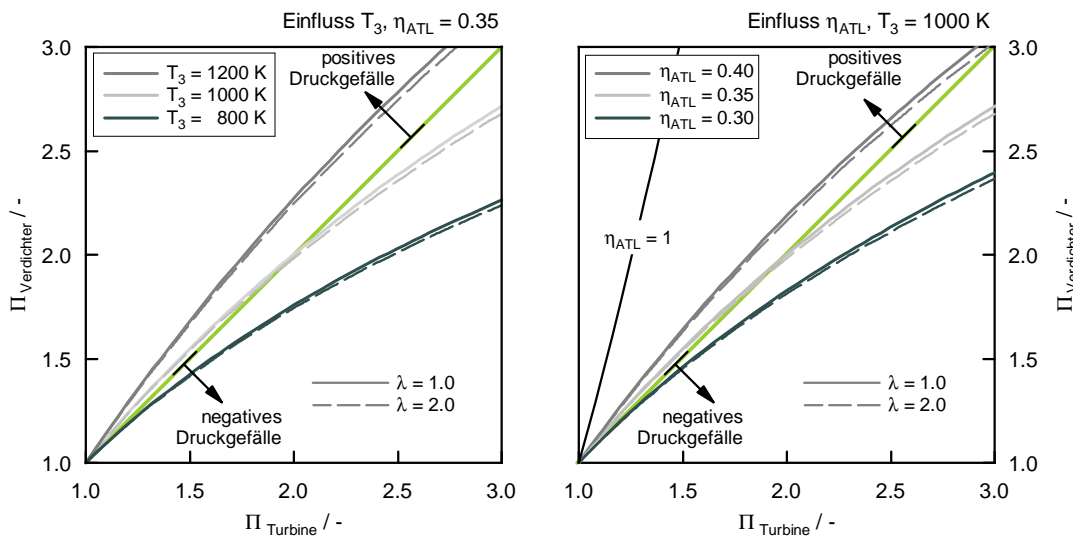 Einfluss T3, ηATL = 0.35
3.0
2.5
2.0
1.5
1.0
ΠVerdichter / -
T3 = 1200 K
T3 = 1000 K
T3 = 800 K
positives
Druckgefälle
negatives
Druckgefälle
λ = 1.0
λ = 2.0
1.0 1.5 2.0 2.5 3.0
ΠTurbine / -
Einfluss ηATL, T3 = 1000 K
ηATL = 0.40
ηATL = 0.35
ηATL = 0.30
positives
Druckgefälle
ηATL = 1
negatives
Druckgefälle
λ = 1.0
λ = 2.0
3.0
2.5
2.0
1.5
1.0
ΠVerdichter / -
1.0 1.5 2.0 2.5 3.0
ΠTurbine / -